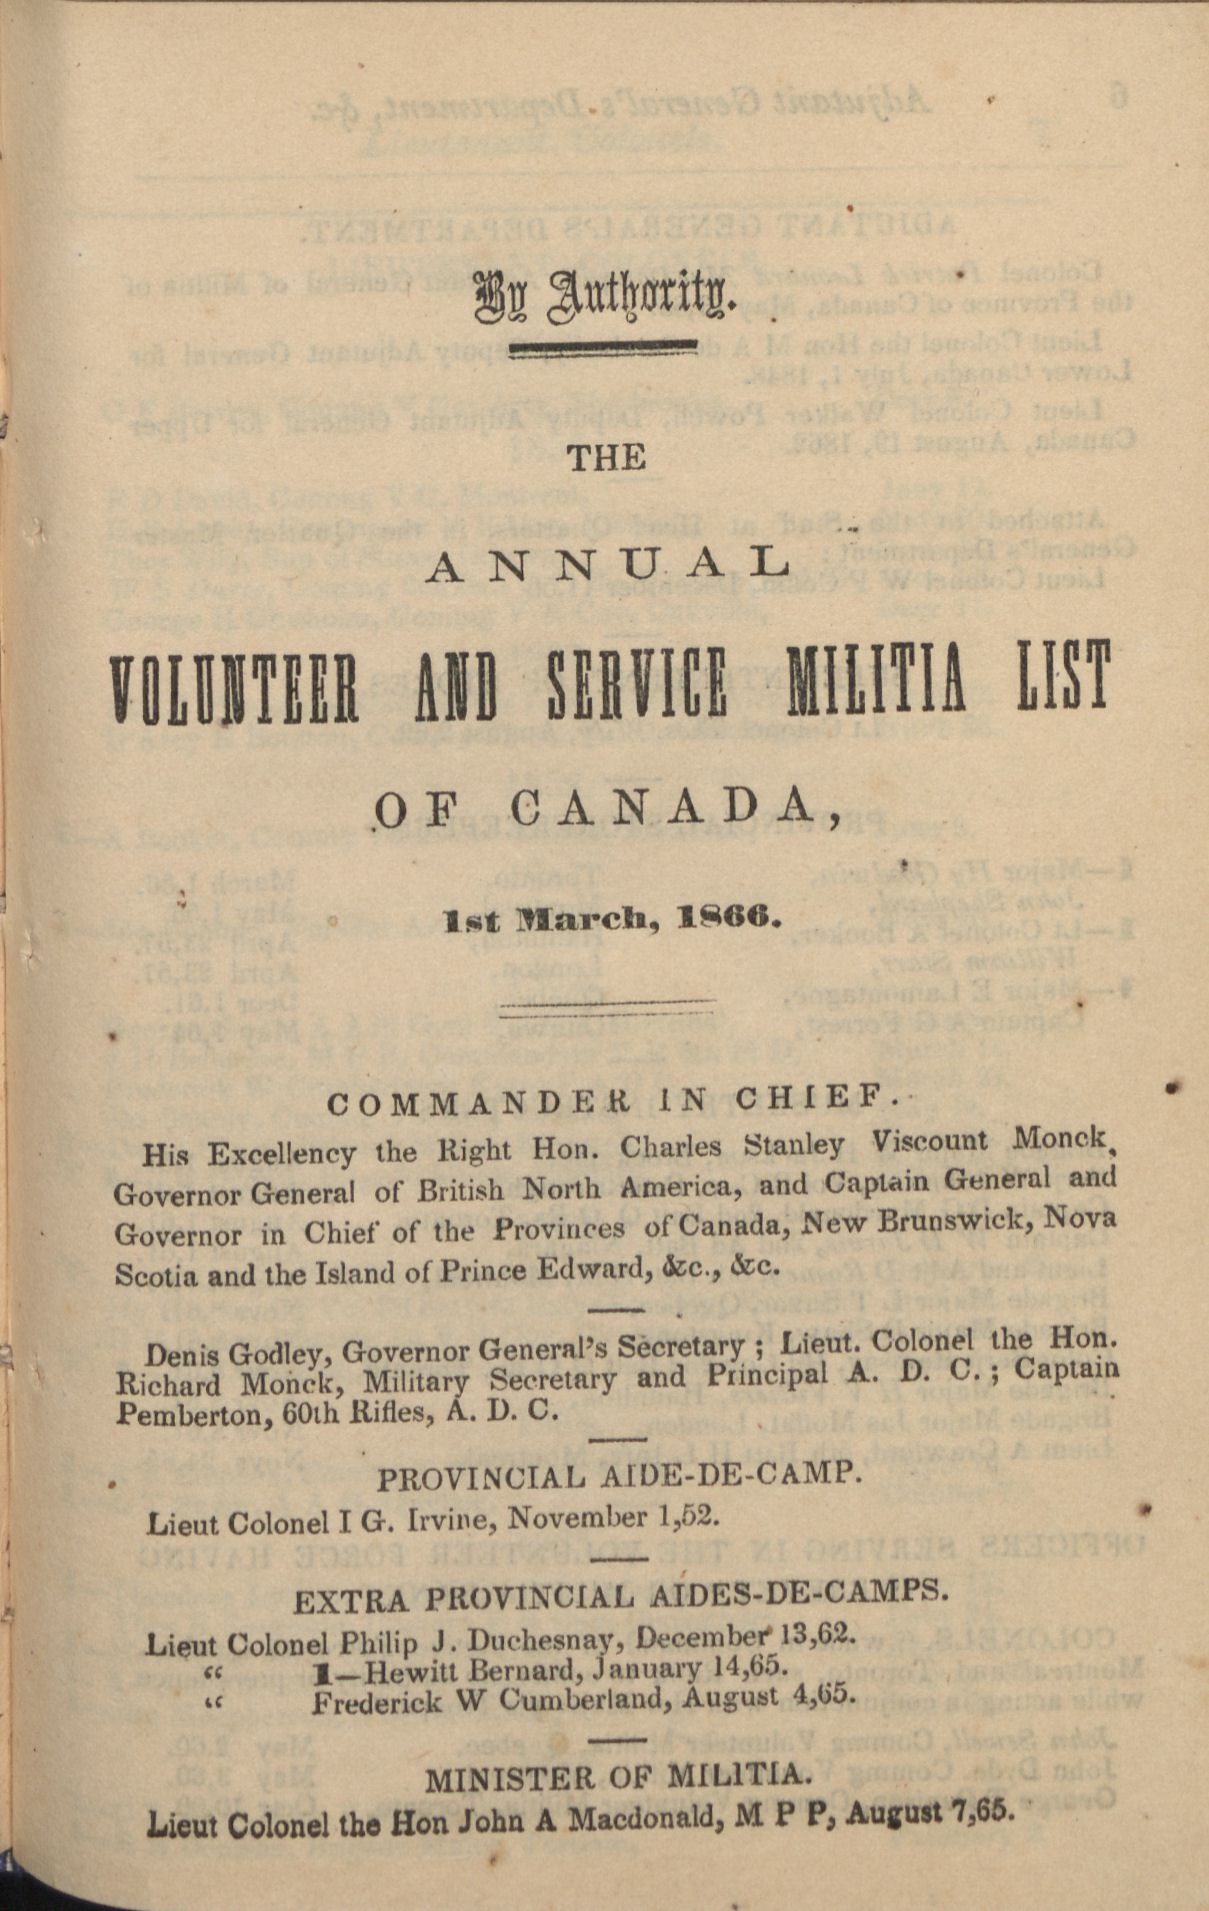 By Authority.
THE
ANNUAL
VOLUNTEER AND SERVICE MILITIA LIST
OF CANADA,
1st March, 1866.
COMMANDER IN CHIEF.
His Excellency the Right Hon. Charles Stanley Viscount Monck,
Governor General of British North America, and Captain General and
Governor in Chief of the Provinces of Canada, New Brunswick, Nova
Scotia and the Island of Prince Edward, &c., &c.
Denis Godley, Governor General's Secretary ; Lieut. Colonel the Hon.
Richard Monck, Military Secretary and Principal A. D. C. ; Captain
Pemberton, 60th Rifles, A. D. C.
PROVINCIAL AIDE-DE-CAMP.
Lieut Colonel I G. Irvine, November 1,52.
EXTRA PROVINCIAL AIDES-DE-CAMPS.
Lieut Colonel Philip J. Duchesnay, December 13,62.
" 1—Hewitt Bernard, January 14,65.
" Frederick W Cumberland, August 4,65.
MINISTER OF MILITIA.
Lieut Colonel the Hon John A Macdonald, M P P, August 7,65.